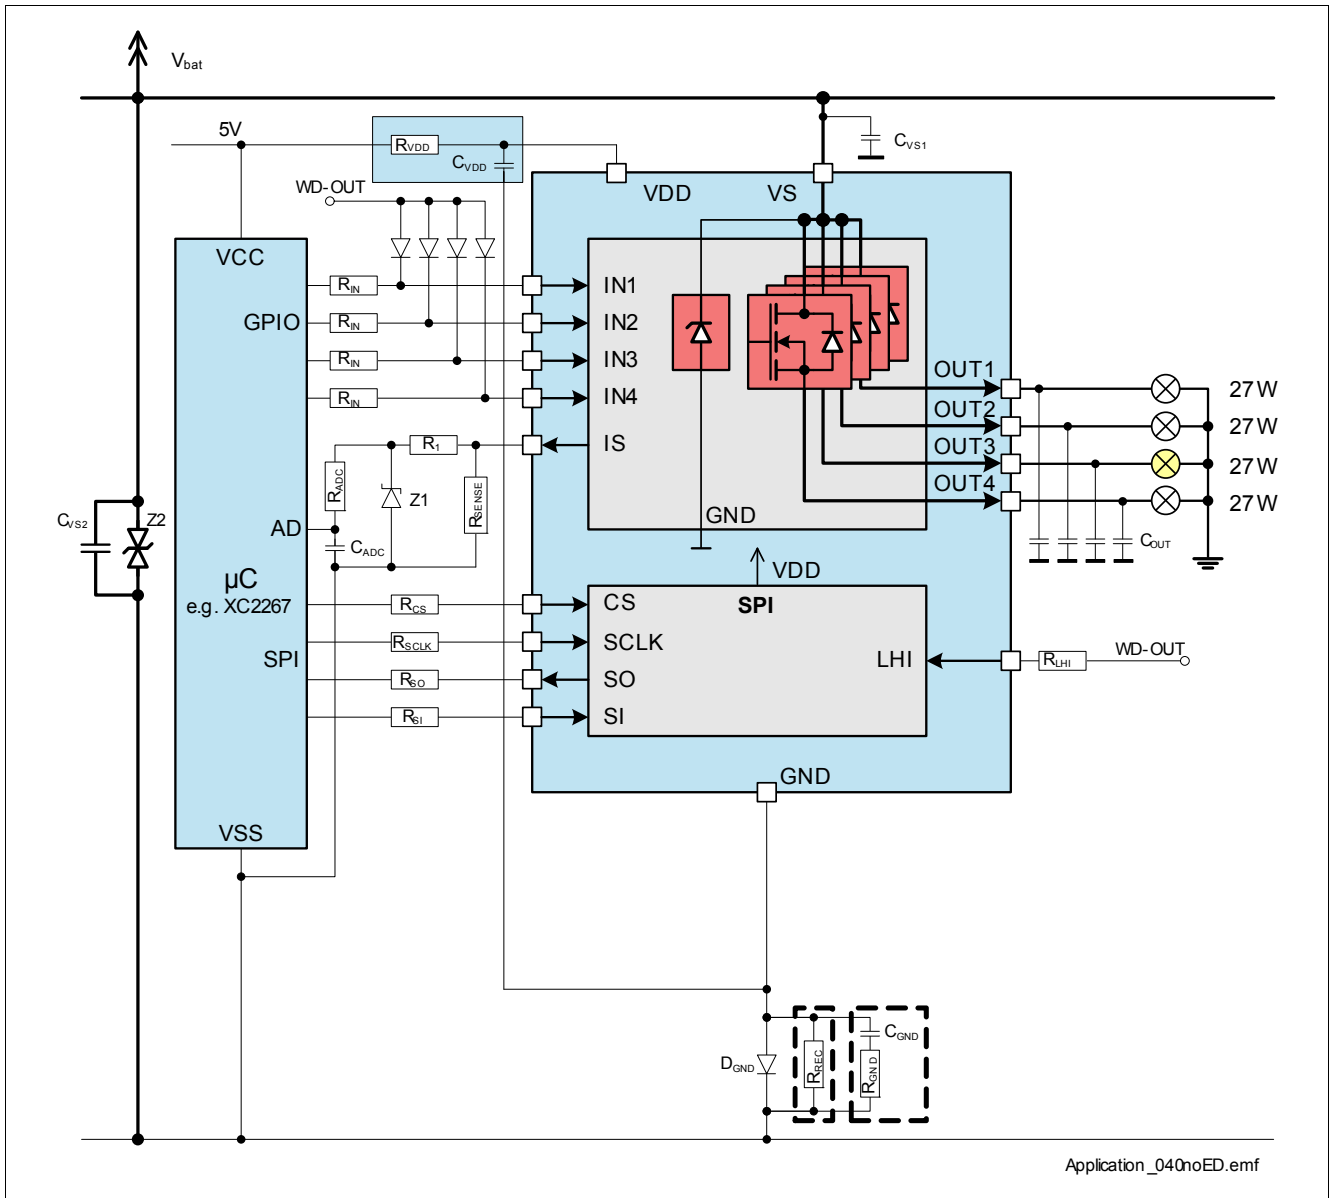 Vbat
5V
RVDD
CVDD
CVS1
WD-OUT
VDD
VS
VCC
RIN
IN1
GPIO
RIN
IN2
RIN
IN3
RIN
IN4
OUT1
27W
OUT2
27W
OUT3
27W
OUT4
27W
R1
IS
RADC
Z1
RSENSE
GND
CVS2
Z2
AD
CADC
COUT
µC
e.g. XC2267
VDD
SPI
RCS
CS
RSCLK
SCLK
SPI
RSO
SO
RSI
SI
LHI
RLHI
WD-OUT
GND
VSS
DGND
RREC
CGND
RGND
Application_040noED.emf